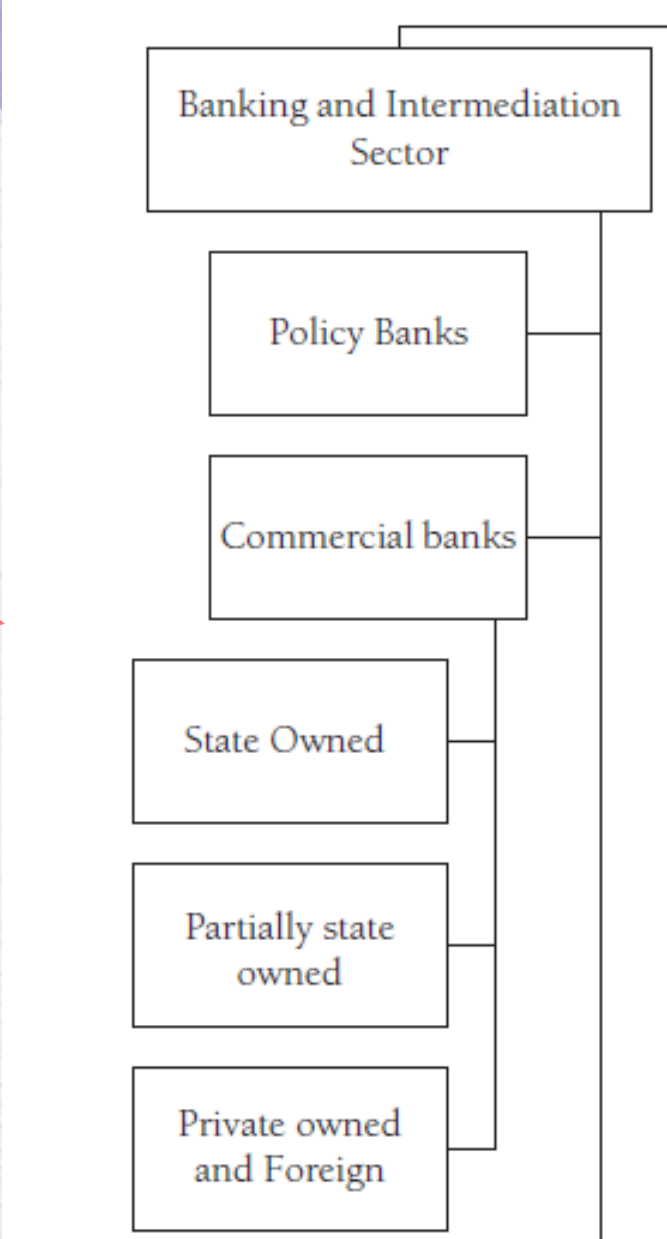 Banking and Intermediation
Sector
Policy Banks
Commercial banks
State Owned
Partially state
owned
Private owned
and Foreign